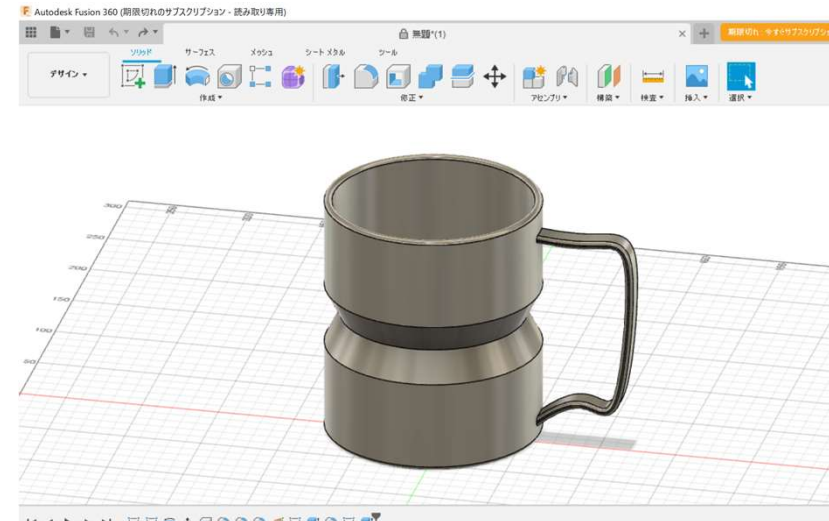 Autodesk Fusion 360 (期限切れのサブスクリプション - 読み取り専用)
無題*(1)
期限切れ: 今すぐサブスクリプショ
ソリッド サーフェス メッシュ シート メタル ツール
デザイン
作成 修正 アセンブリ 構築 検査 挿入 選択
300
250
200
150
100
50